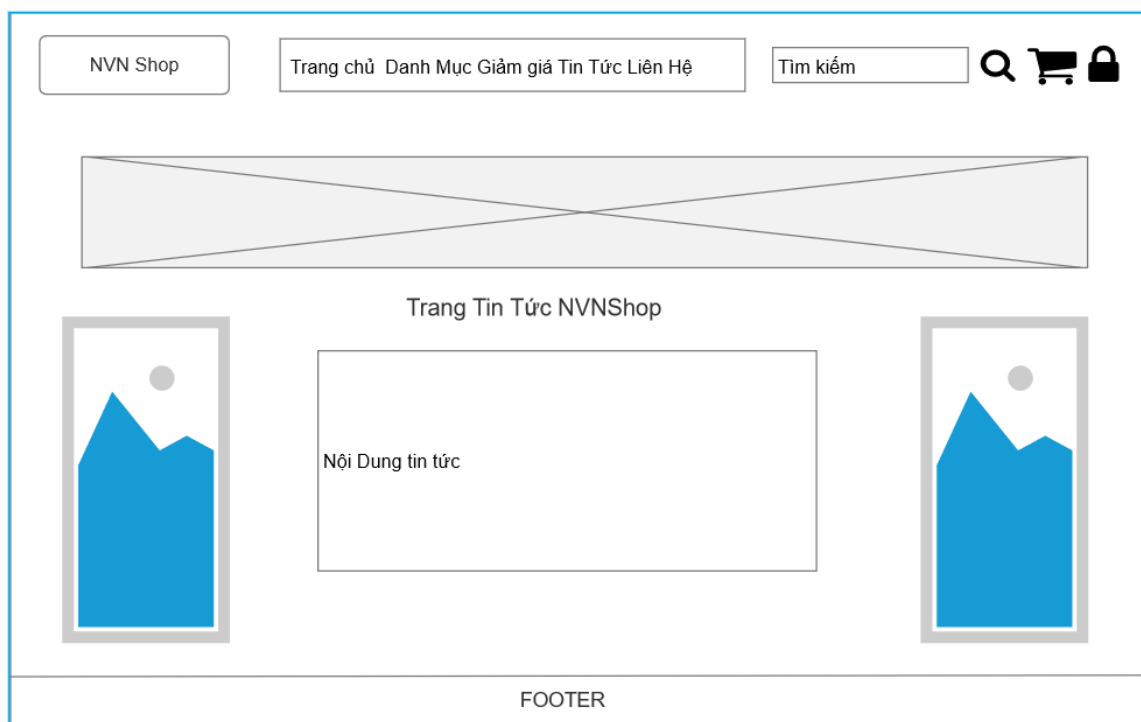 NVN Shop
Trang chủ Danh Mục Giảm giá Tin Tức Liên Hệ
Tìm kiếm
Trang Tin Tức NVNShop
Nội Dung tin tức
FOOTER